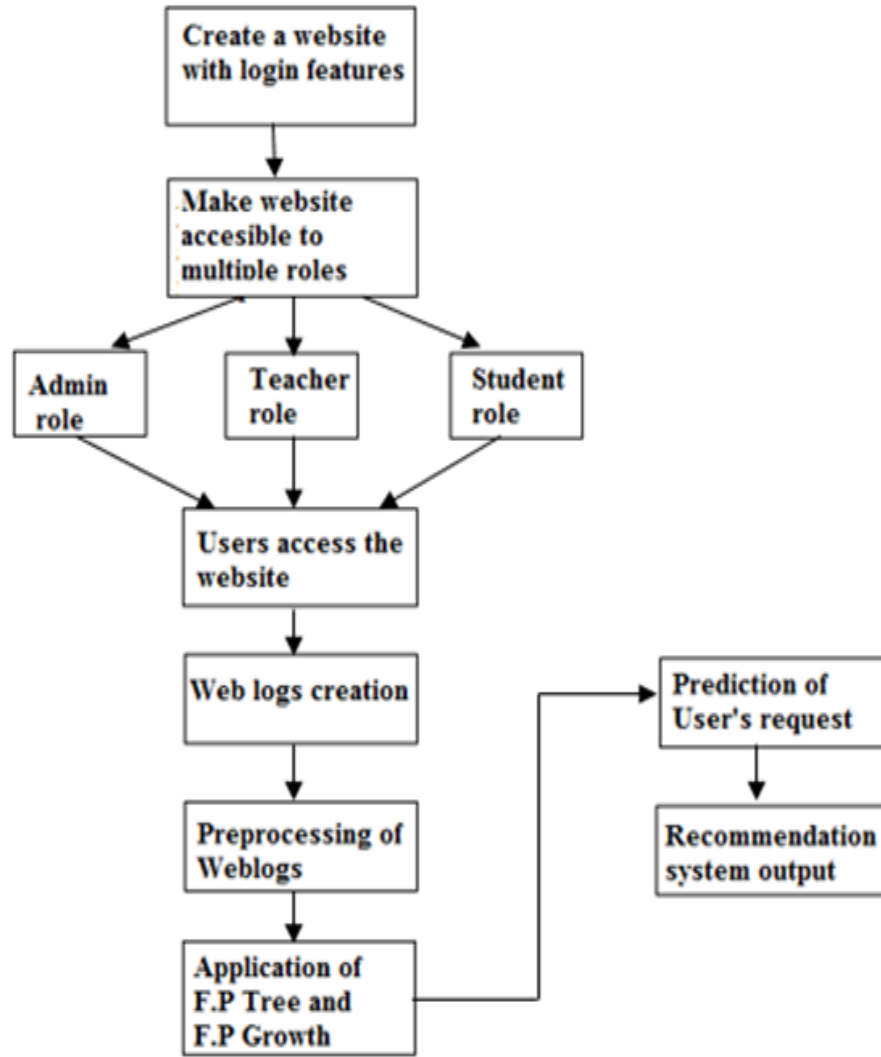 Create a website
with login features
Make website
accesible to
multiple roles
Admin
role
Teacher
role
Student
role
Users access the
website
Web logs creation
Preprocessing of
Weblogs
Application of
F.P Tree and
F.P Growth
Prediction of
User's request
Recommendation
system output